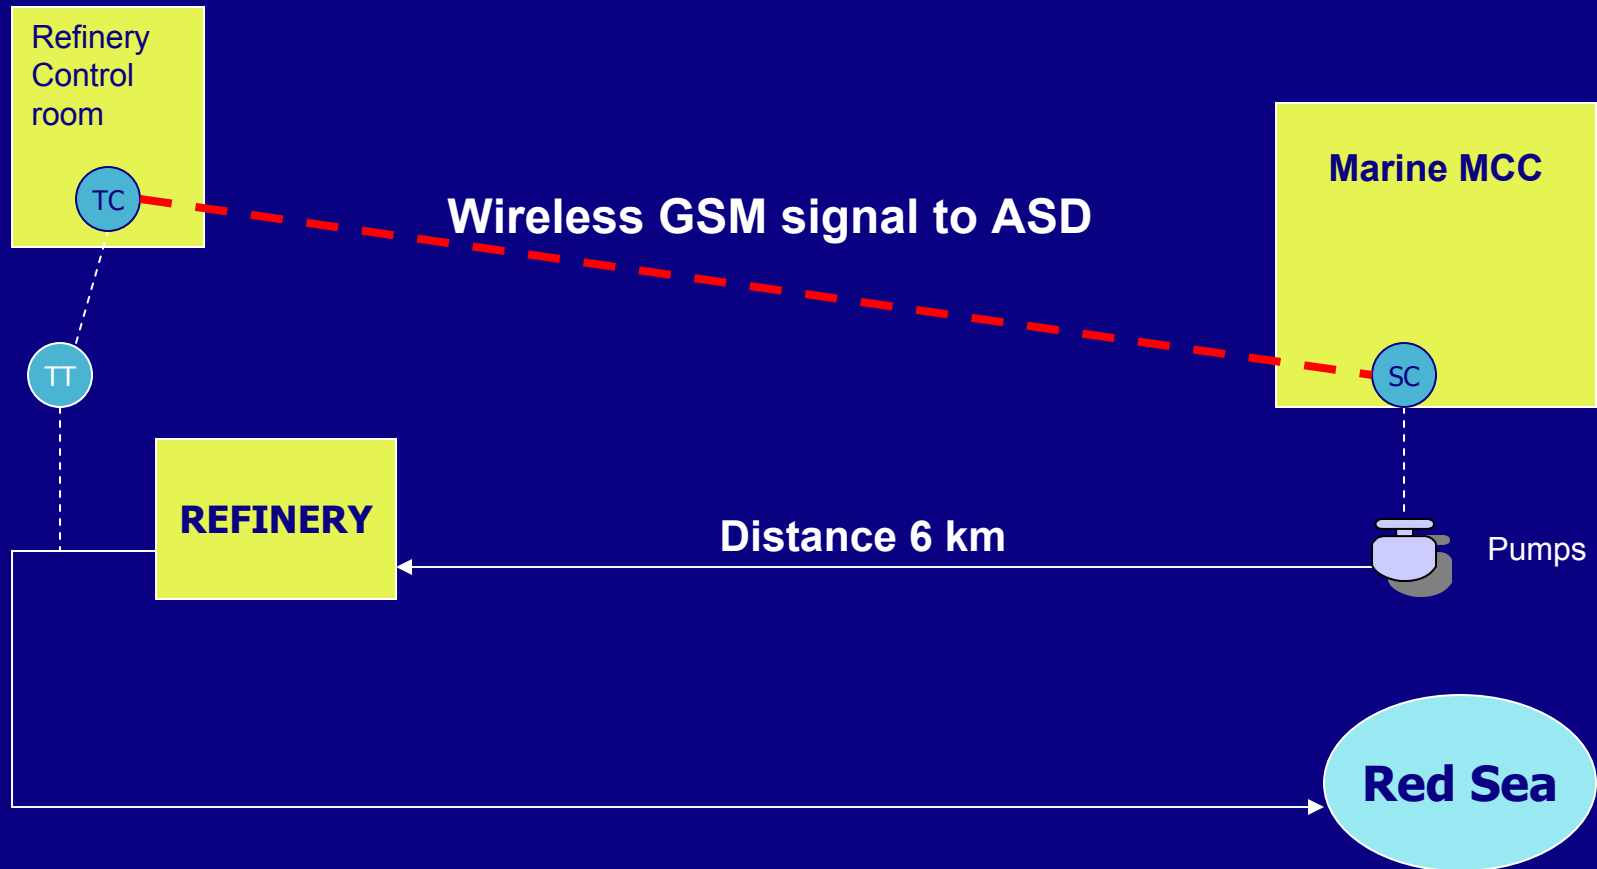 Refinery
Control
room
TC
Marine MCC
Wireless GSM signal to ASD
TT
SC
REFINERY
Distance 6 km
Pumps
Red Sea